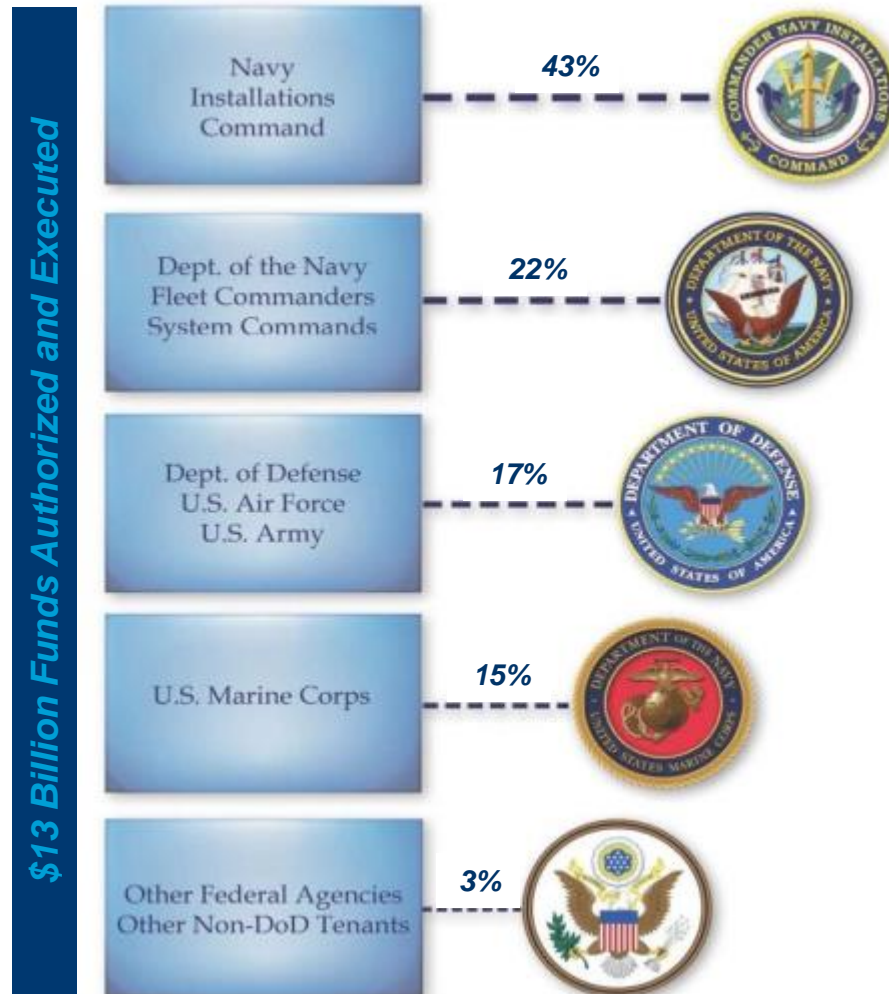 $13 Billion Funds Authorized and Executed
Navy
Installations
Command
43%
COMMANDER NAVY INSTALLATIONS
COMMAND
Dept. of the Navy
Fleet Commanders
System Commands
22%
DEPARTMENT OF THE NAVY
UNITED STATES OF AMERICA
Dept. of Defense
U.S. Air Force
U.S. Army
17%
DEPARTMENT OF DEFENSE
UNITED STATES OF AMERICA
U.S. Marine Corps
15%
DEPARTMENT OF THE NAVY
UNITED STATES MARINE CORPS
Other Federal Agencies
Other Non-DoD Tenants
3%